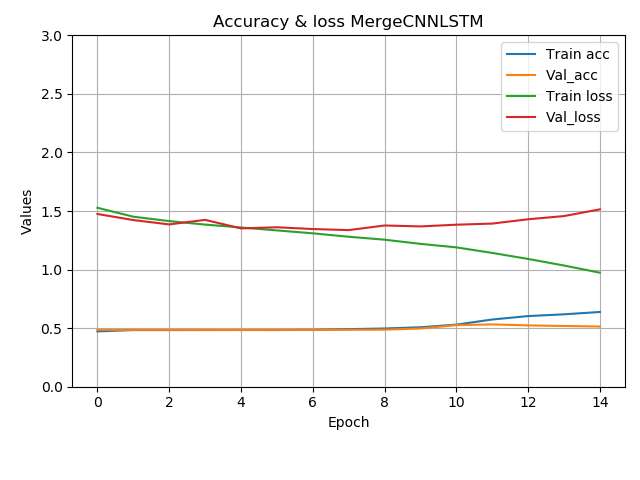 Accuracy & loss MergeCNNLSTM
3.0
2.5
2.0
1.5
1.0
0.5
0.0
Values
Train acc
Val_acc
Train loss
Val_loss
0 2 4 6 8 10 12 14
Epoch